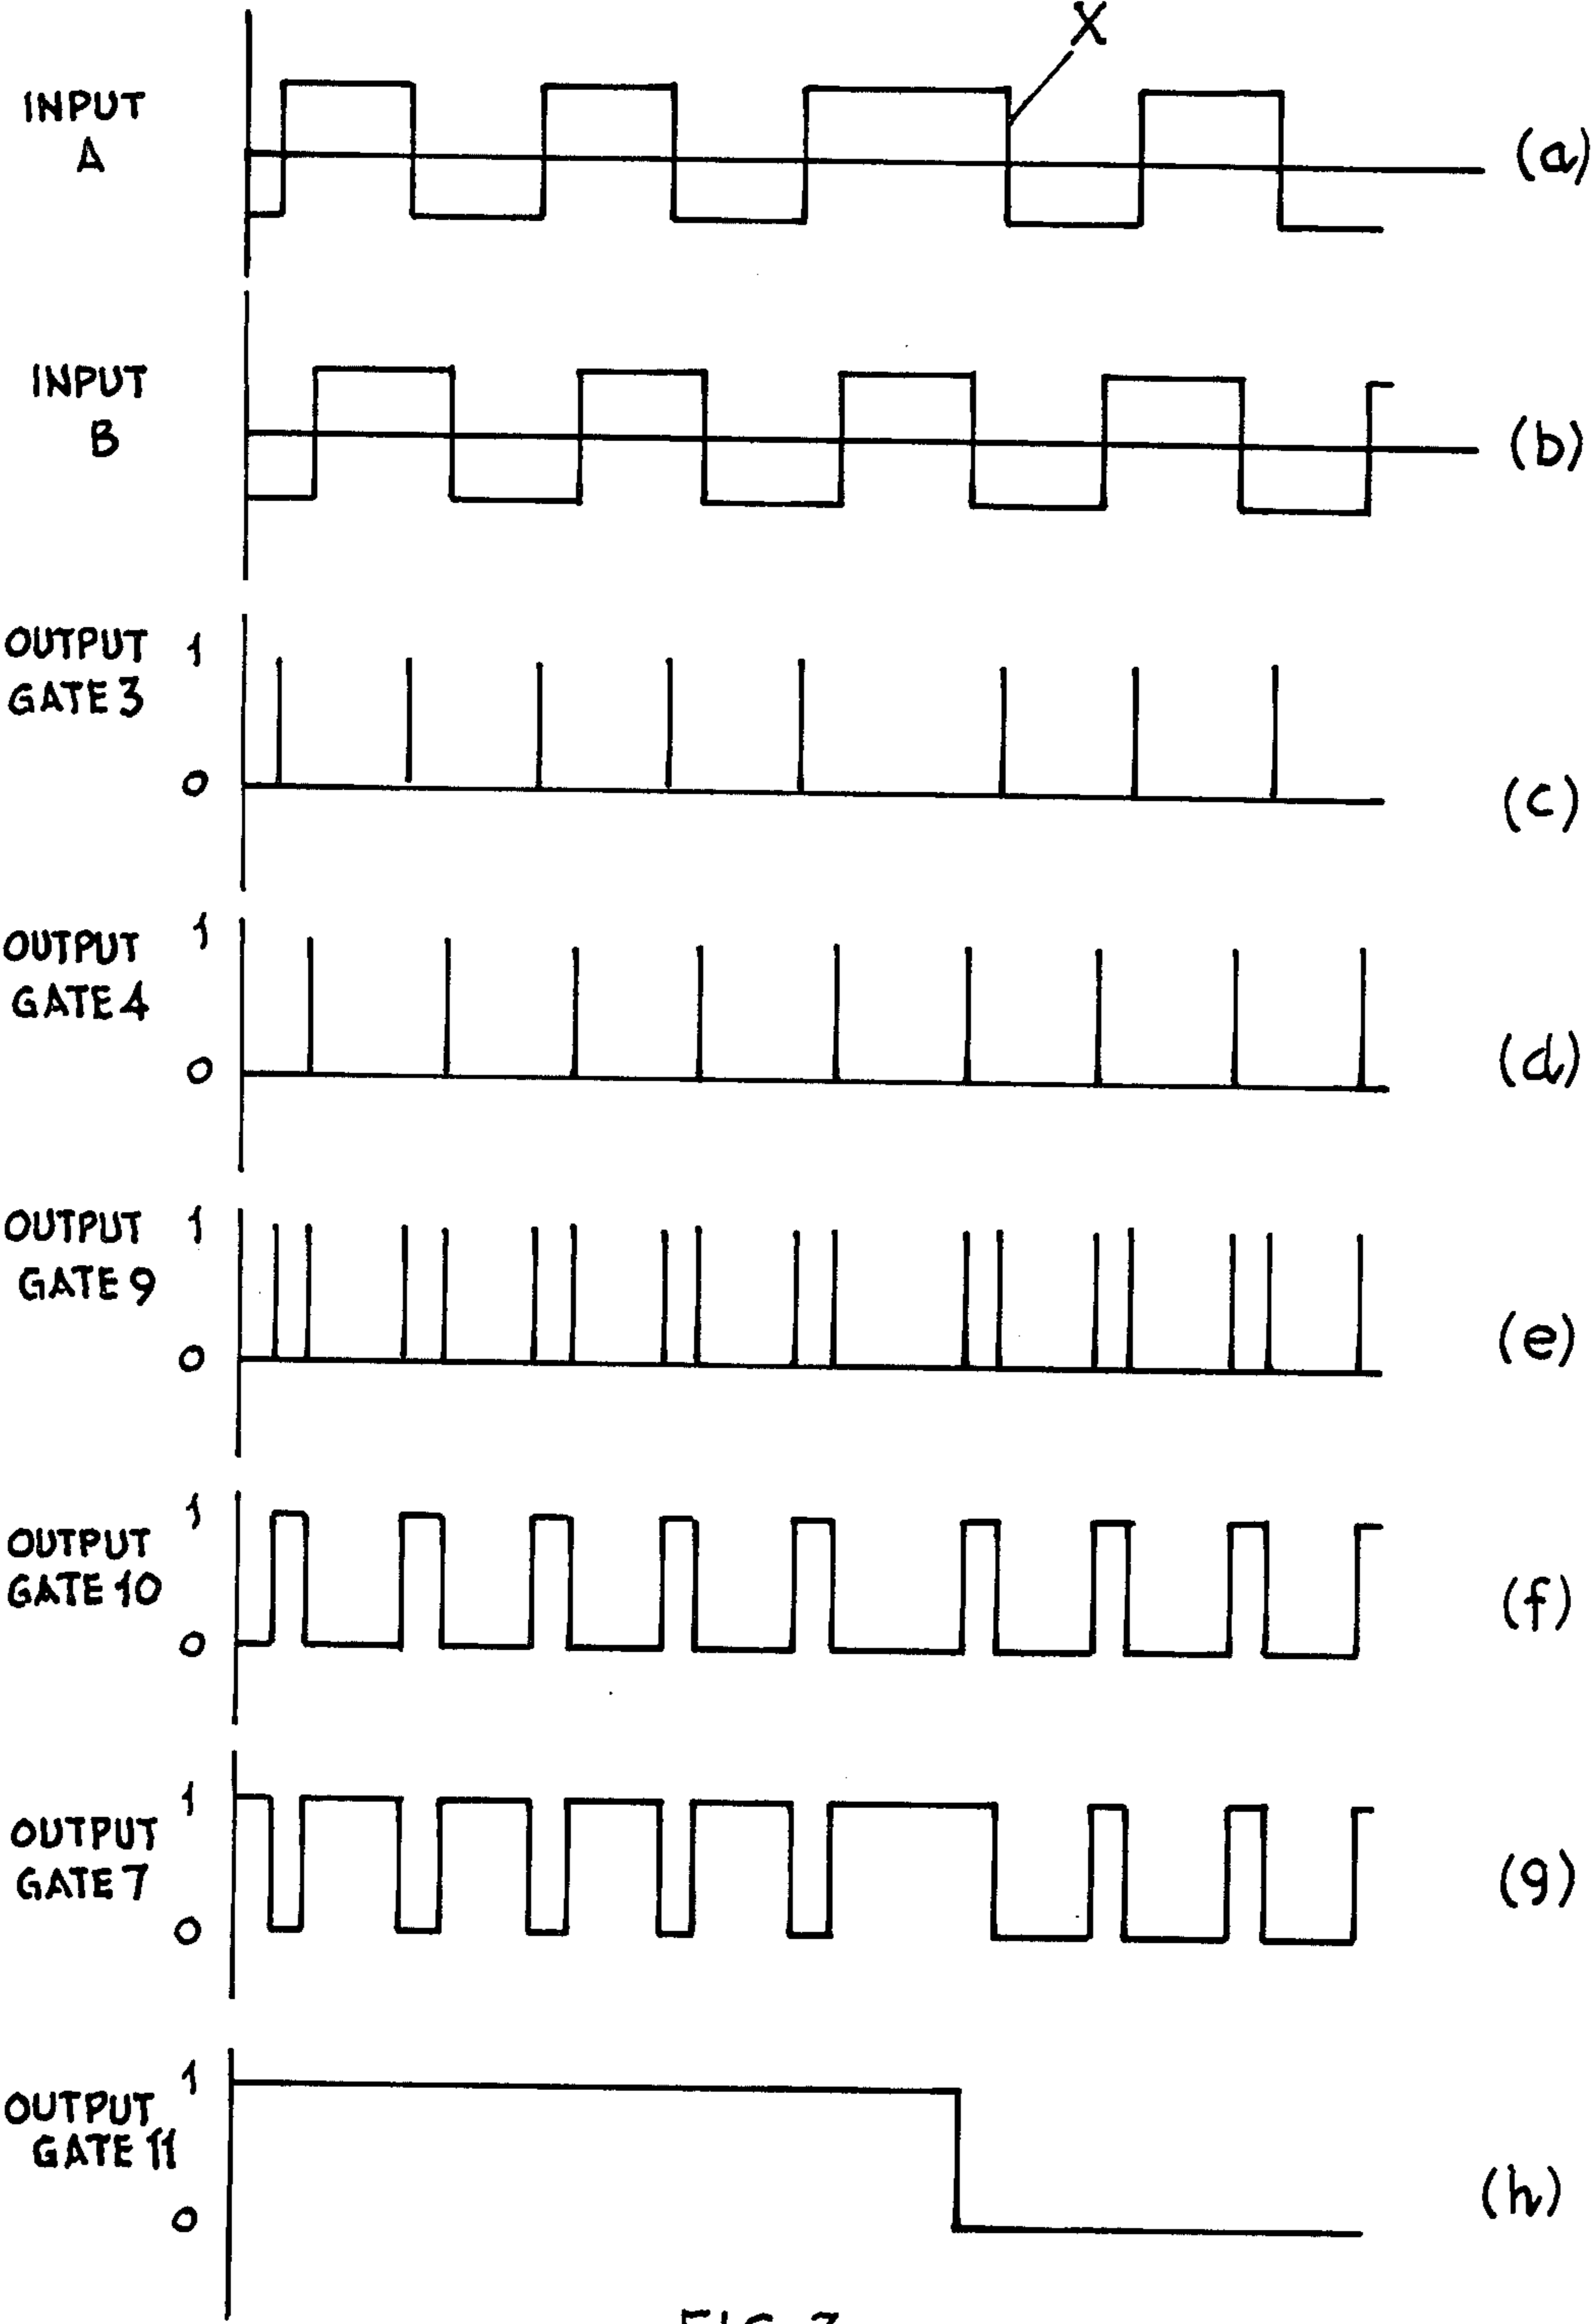 X
INPUT
A
(a)
INPUT
B
(b)
OUTPUT 1
GATE 3
0
(c)
OUTPUT 1
GATE 4
0
(d)
OUTPUT 1
GATE 9
0
(e)
OUTPUT 1
GATE 10
0
(f)
OUTPUT 1
GATE 7
0
(g)
OUTPUT 1
GATE 11
0
(h)